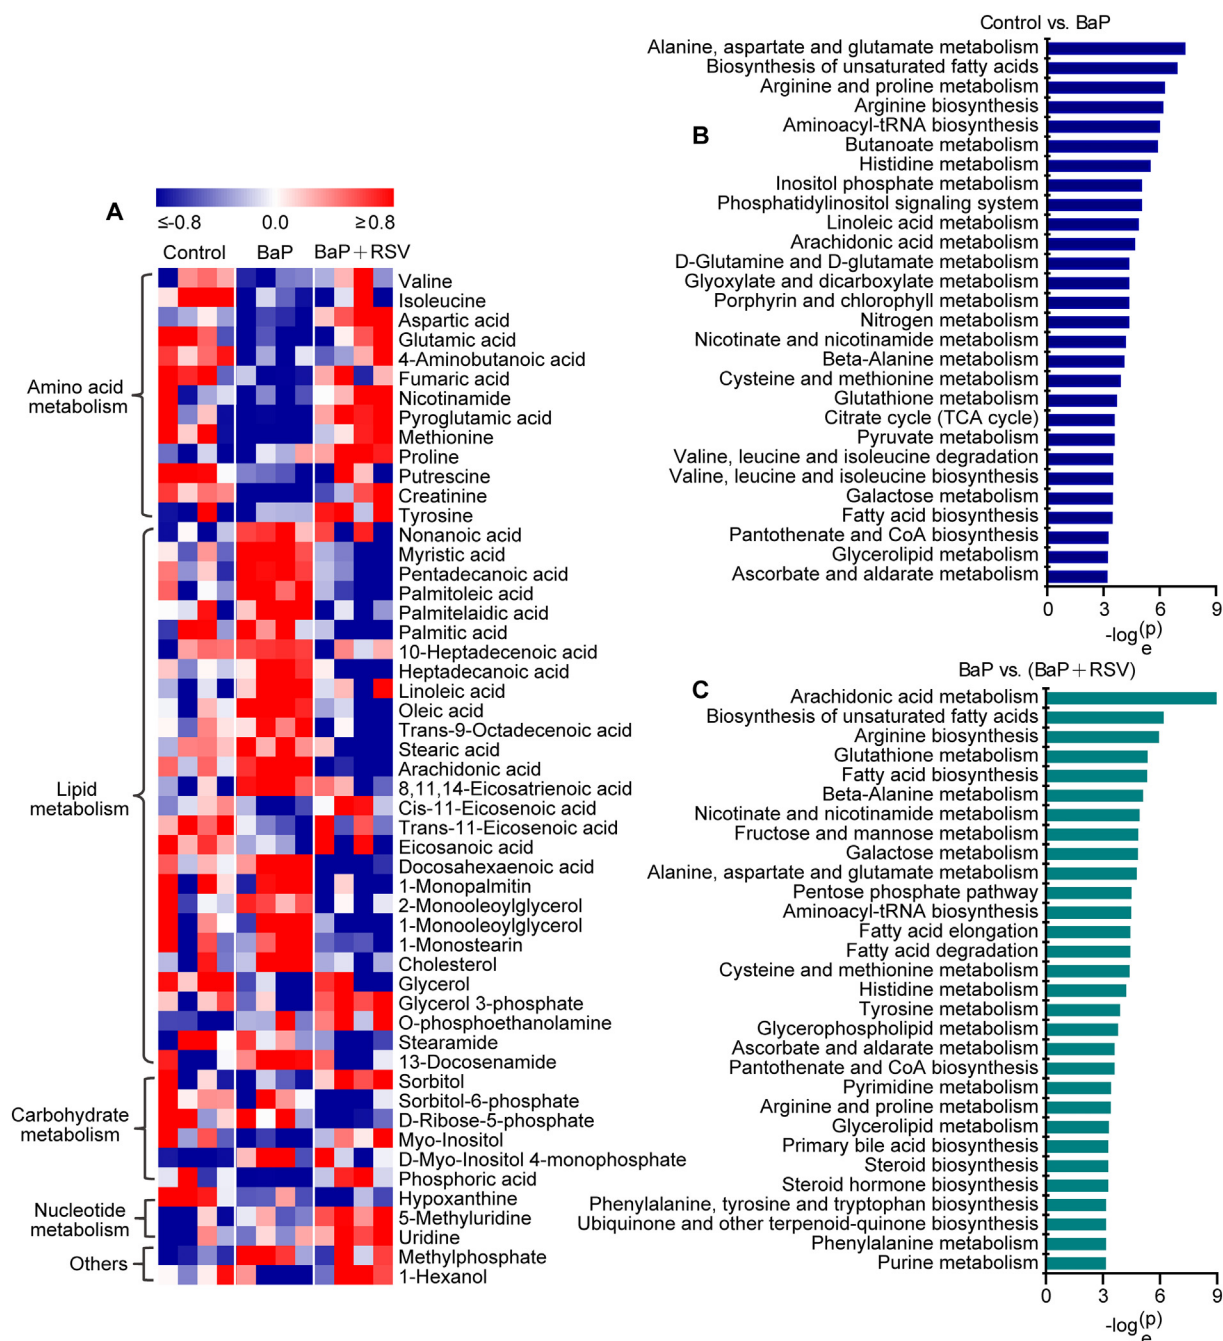 A
≤-0.8 0.0 ≥0.8
Control BaP BaP+RSV
Amino acid
metabolism
Lipid
metabolism
Carbohydrate
metabolism
Nucleotide
metabolism
Others
Valine
Isoleucine
Aspartic acid
Glutamic acid
4-Aminobutanoic acid
Fumaric acid
Nicotinamide
Pyroglutamic acid
Methionine
Proline
Putrescine
Creatinine
Tyrosine
Nonanoic acid
Myristic acid
Pentadecanoic acid
Palmitoleic acid
Palmitelaidic acid
Palmitic acid
10-Heptadecenoic acid
Heptadecanoic acid
Linoleic acid
Oleic acid
Trans-9-Octadecenoic acid
Stearic acid
Arachidonic acid
8,11,14-Eicosatrienoic acid
Cis-11-Eicosenoic acid
Trans-11-Eicosenoic acid
Eicosanoic acid
Docosahexaenoic acid
1-Monopalmitin
2-Monooleoylglycerol
1-Monooleoylglycerol
1-Monostearin
Cholesterol
Glycerol
Glycerol 3-phosphate
O-phosphoethanolamine
Stearamide
13-Docosenamide
Sorbitol
Sorbitol-6-phosphate
D-Ribose-5-phosphate
Myo-Inositol
D-Myo-Inositol 4-monophosphate
Phosphoric acid
Hypoxanthine
5-Methyluridine
Uridine
Methylphosphate
1-Hexanol
B
Control vs. BaP
Alanine, aspartate and glutamate metabolism
Biosynthesis of unsaturated fatty acids
Arginine and proline metabolism
Arginine biosynthesis
Aminoacyl-tRNA biosynthesis
Butanoate metabolism
Histidine metabolism
Inositol phosphate metabolism
Phosphatidylinositol signaling system
Linoleic acid metabolism
Arachidonic acid metabolism
D-Glutamine and D-glutamate metabolism
Glyoxylate and dicarboxylate metabolism
Porphyrin and chlorophyll metabolism
Nitrogen metabolism
Nicotinate and nicotinamide metabolism
Beta-Alanine metabolism
Cysteine and methionine metabolism
Glutathione metabolism
Citrate cycle (TCA cycle)
Pyruvate metabolism
Valine, leucine and isoleucine degradation
Valine, leucine and isoleucine biosynthesis
Galactose metabolism
Fatty acid biosynthesis
Pantothenate and CoA biosynthesis
Glycerolipid metabolism
Ascorbate and aldarate metabolism
0 3 6 9
-log e (p)
C
BaP vs. (BaP+RSV)
Arachidonic acid metabolism
Biosynthesis of unsaturated fatty acids
Arginine biosynthesis
Glutathione metabolism
Fatty acid biosynthesis
Beta-Alanine metabolism
Nicotinate and nicotinamide metabolism
Fructose and mannose metabolism
Galactose metabolism
Alanine, aspartate and glutamate metabolism
Pentose phosphate pathway
Aminoacyl-tRNA biosynthesis
Fatty acid elongation
Fatty acid degradation
Cysteine and methionine metabolism
Histidine metabolism
Tyrosine metabolism
Glycerophospholipid metabolism
Ascorbate and aldarate metabolism
Pantothenate and CoA biosynthesis
Pyrimidine metabolism
Arginine and proline metabolism
Glycerolipid metabolism
Primary bile acid biosynthesis
Steroid biosynthesis
Steroid hormone biosynthesis
Phenylalanine, tyrosine and tryptophan biosynthesis
Ubiquinone and other terpenoid-quinone biosynthesis
Phenylalanine metabolism
Purine metabolism
0 3 6 9
-log e (p)